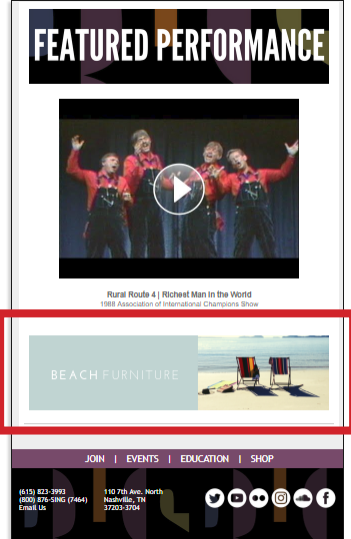 FEATURED PERFORMANCE
Rural Route 4 | Richest Man in the World
1988 Association of International Champions Show
BEACH FURNITURE
JOIN | EVENTS | EDUCATION | SHOP
(615) 823-3993
(800) 876-SING (7464)
Email Us
110 7th Ave. North
Nashville, TN
37203-3704